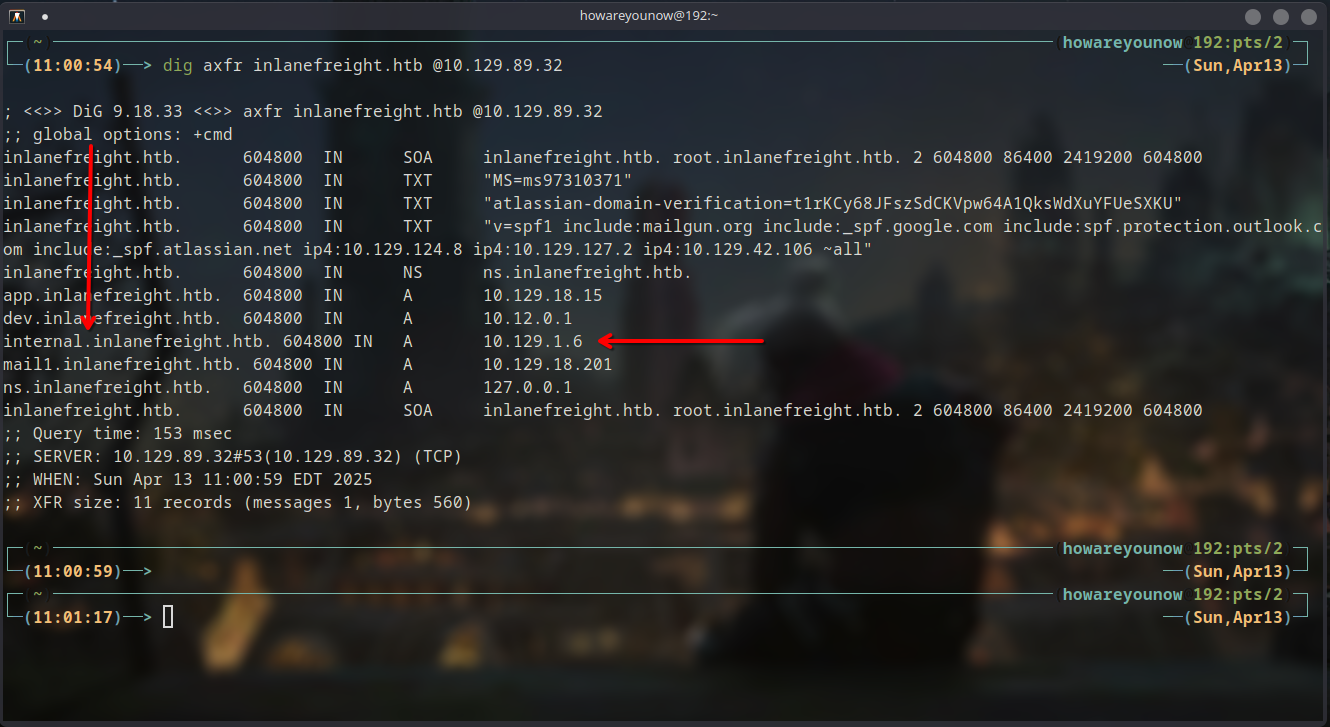 howareyounow@192:~
~ howareyounow 192:pts/2
(11:00:54)──> dig axfr inlanefreight.htb @10.129.89.32 (Sun,Apr13)
; <<>> DiG 9.18.33 <<>> axfr inlanefreight.htb @10.129.89.32
;; global options: +cmd
inlanefreight.htb. 604800 IN SOA inlanefreight.htb. root.inlanefreight.htb. 2 604800 86400 2419200 604800
inlanefreight.htb. 604800 IN TXT "MS=ms97310371"
inlanefreight.htb. 604800 IN TXT "atlassian-domain-verification=t1rKCy68JFszSdCKVpw64A1QksWdXuYFUeSXKU"
inlanefreight.htb. 604800 IN TXT "v=spf1 include:mailgun.org include:_spf.google.com include:spf.protection.outlook.c
om include:_spf.atlassian.net ip4:10.129.124.8 ip4:10.129.127.2 ip4:10.129.42.106 ~all"
inlanefreight.htb. 604800 IN NS ns.inlanefreight.htb.
app.inlanefreight.htb. 604800 IN A 10.129.18.15
dev.inlanefreight.htb. 604800 IN A 10.12.0.1
internal.inlanefreight.htb. 604800 IN A 10.129.1.6
mail1.inlanefreight.htb. 604800 IN A 10.129.18.201
ns.inlanefreight.htb. 604800 IN A 127.0.0.1
inlanefreight.htb. 604800 IN SOA inlanefreight.htb. root.inlanefreight.htb. 2 604800 86400 2419200 604800
;; Query time: 153 msec
;; SERVER: 10.129.89.32#53(10.129.89.32) (TCP)
;; WHEN: Sun Apr 13 11:00:59 EDT 2025
;; XFR size: 11 records (messages 1, bytes 560)
~ howareyounow 192:pts/2
(11:00:59)──> (Sun,Apr13)
~ howareyounow 192:pts/2
(11:01:17)──> (Sun,Apr13)